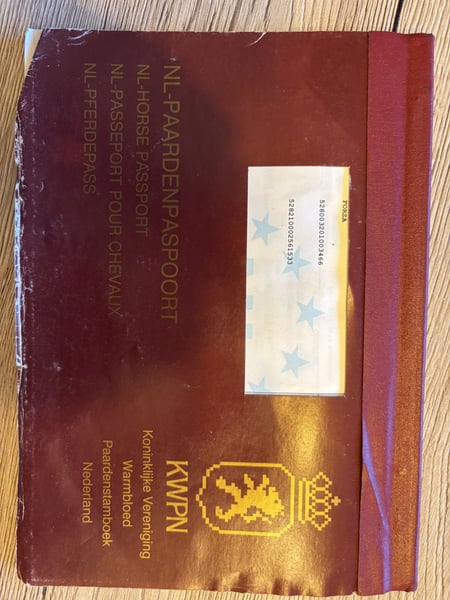 FORZA
528003201003466
528210002561533
NL-PAARDENPASPOORT
NL-HORSE PASSPORT
NL-PASSEPORT POUR CHEVAUX
NL-PFERDEPASS
KWPN
Koninklijke Vereniging
Warmbloed
Paardenstamboek
Nederland